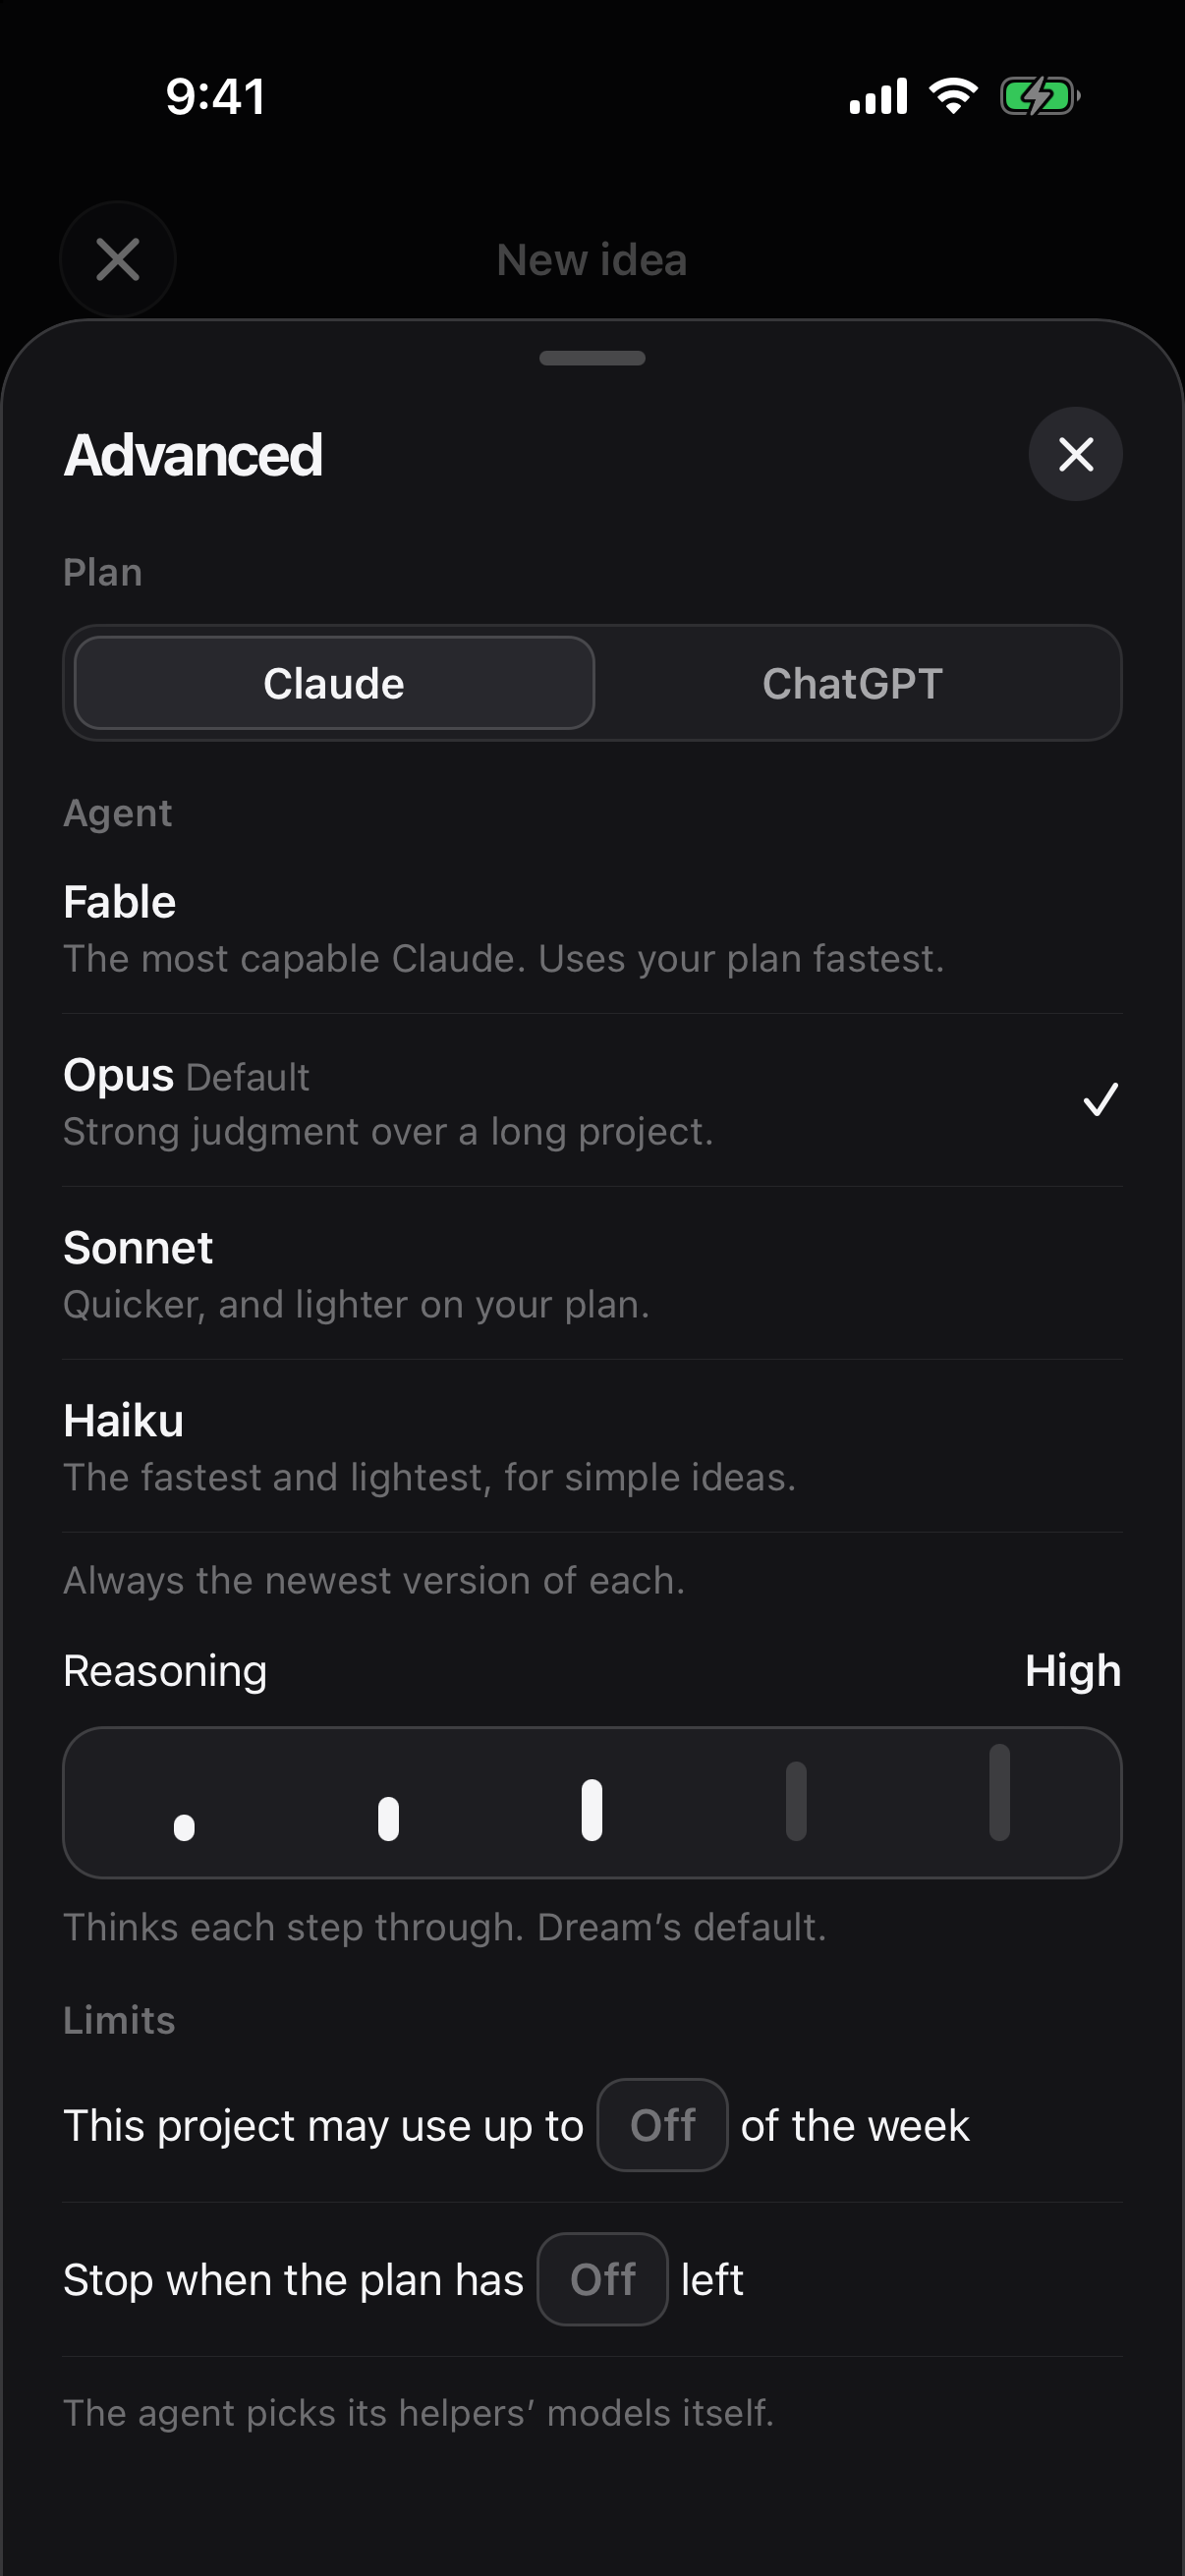 9:41
New idea
Advanced
Plan
Claude
ChatGPT
Agent
Fable
The most capable Claude. Uses your plan fastest.
Opus Default
Strong judgment over a long project.
Sonnet
Quicker, and lighter on your plan.
Haiku
The fastest and lightest, for simple ideas.
Always the newest version of each.
Reasoning High
Thinks each step through. Dream’s default.
Limits
This project may use up to Off of the week
Stop when the plan has Off left
The agent picks its helpers’ models itself.